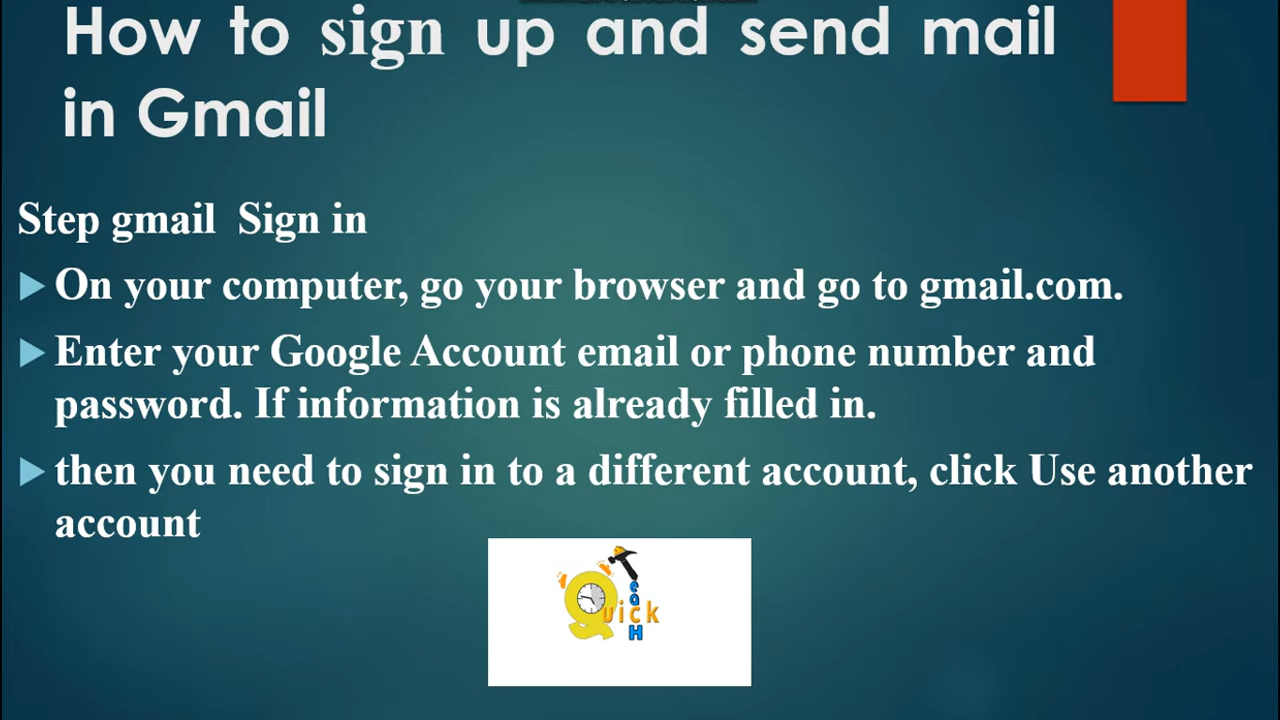 How to sign up and send mail
in Gmail
Step gmail Sign in
On your computer, go your browser and go to gmail.com.
Enter your Google Account email or phone number and
password. If information is already filled in.
then you need to sign in to a different account, click Use another
account
Quick
eacH